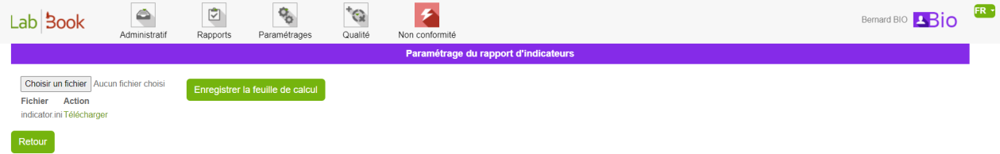 Lab Book
Administratif Rapports Paramétrages Qualité Non conformité
Bernard BIO Bio
FR
Paramétrage du rapport d'indicateurs
Choisir un fichier Aucun fichier choisi Enregistrer la feuille de calcul
Fichier Action
indicator.ini Télécharger
Retour